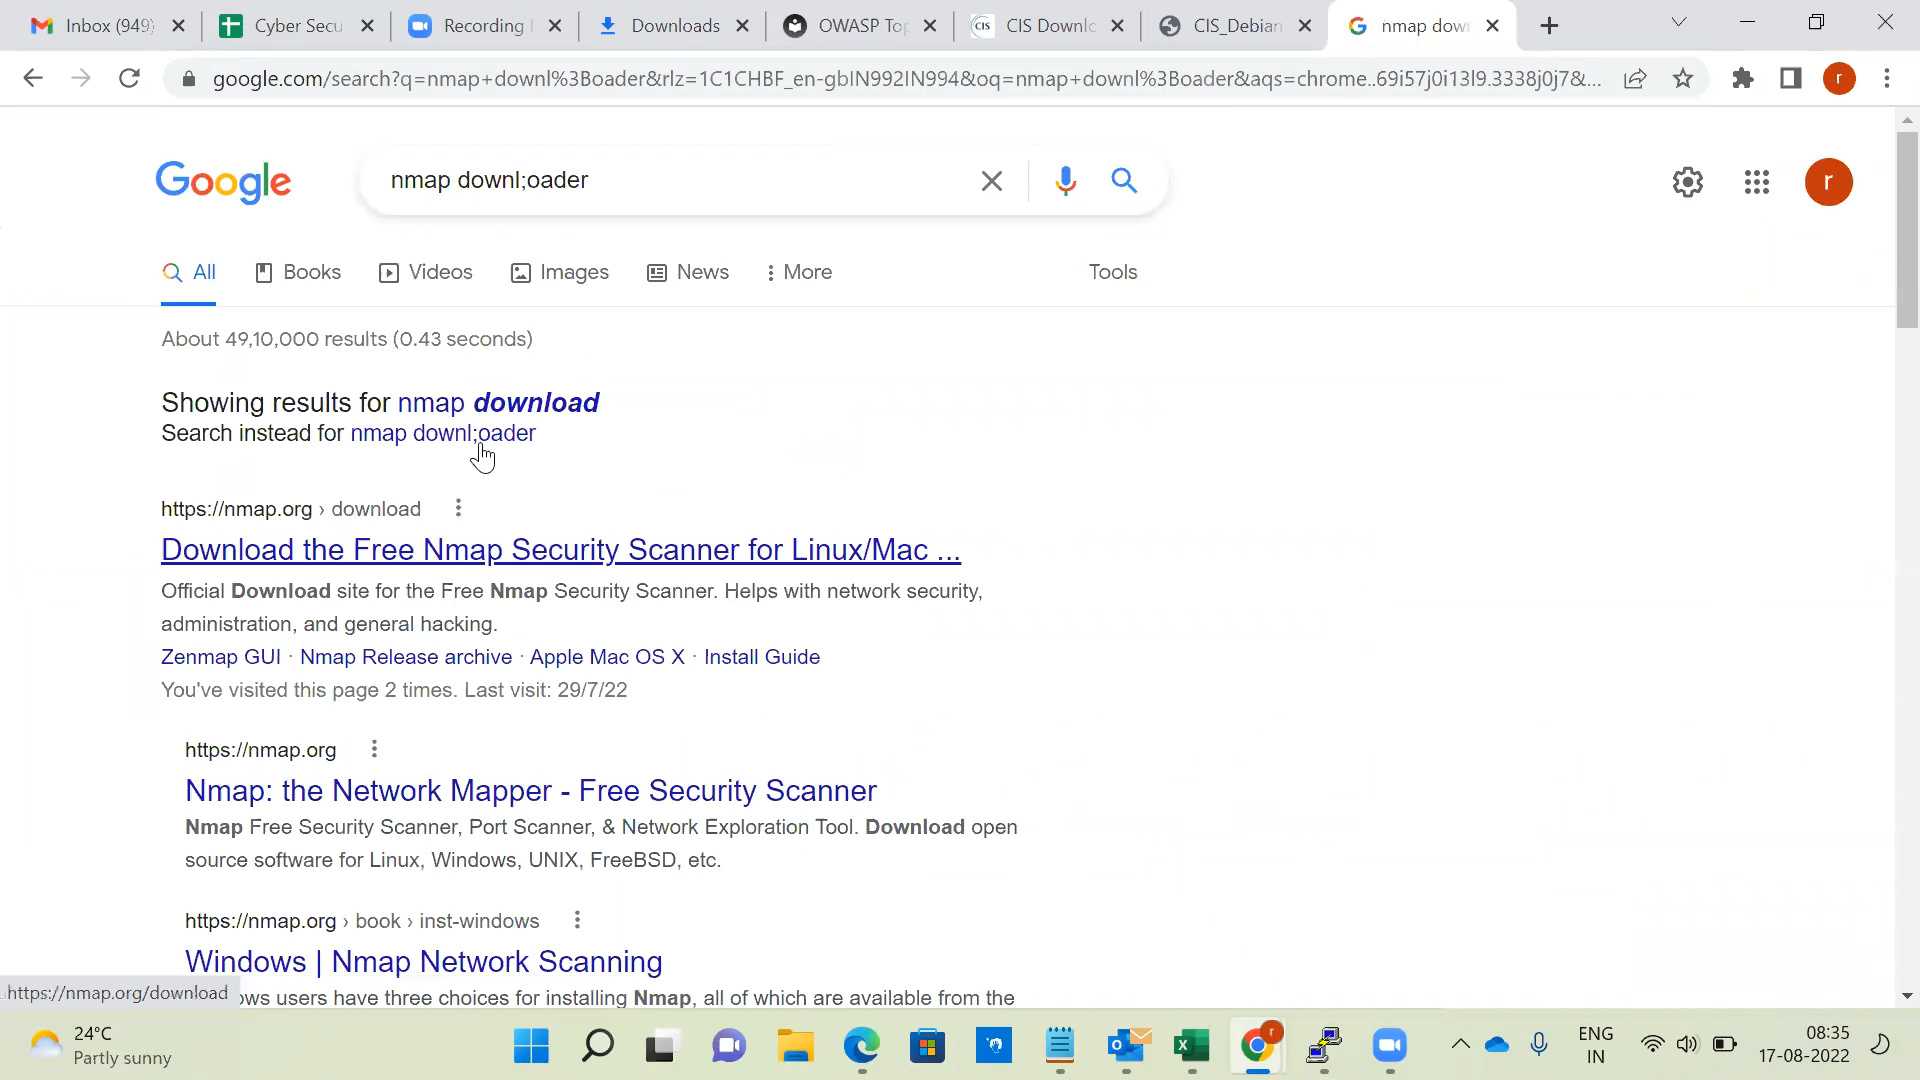 Inbox (949)
Cyber Secu
Recording
Downloads
OWASP Top
CIS Downlo
CIS_Debian
nmap dow
google.com/search?q=nmap+downl%3Boader&rlz=1C1CHBF_en-gbIN992IN994&oq=nmap+downl%3Boader&aqs=chrome..69i57j0i13l9.3338j0j7&...
r
Google
nmap downl;oader
r
All
Books
Videos
Images
News
More
Tools
About 49,10,000 results (0.43 seconds)
Showing results for nmap download
Search instead for nmap downl;oader
https://nmap.org › download
Download the Free Nmap Security Scanner for Linux/Mac ...
Official Download site for the Free Nmap Security Scanner. Helps with network security,
administration, and general hacking.
Zenmap GUI · Nmap Release archive · Apple Mac OS X · Install Guide
You've visited this page 2 times. Last visit: 29/7/22
https://nmap.org
Nmap: the Network Mapper - Free Security Scanner
Nmap Free Security Scanner, Port Scanner, & Network Exploration Tool. Download open
source software for Linux, Windows, UNIX, FreeBSD, etc.
https://nmap.org › book › inst-windows
Windows | Nmap Network Scanning
ows users have three choices for installing Nmap, all of which are available from the
https://nmap.org/download
24°C
Partly sunny
ENG
IN
08:35
17-08-2022